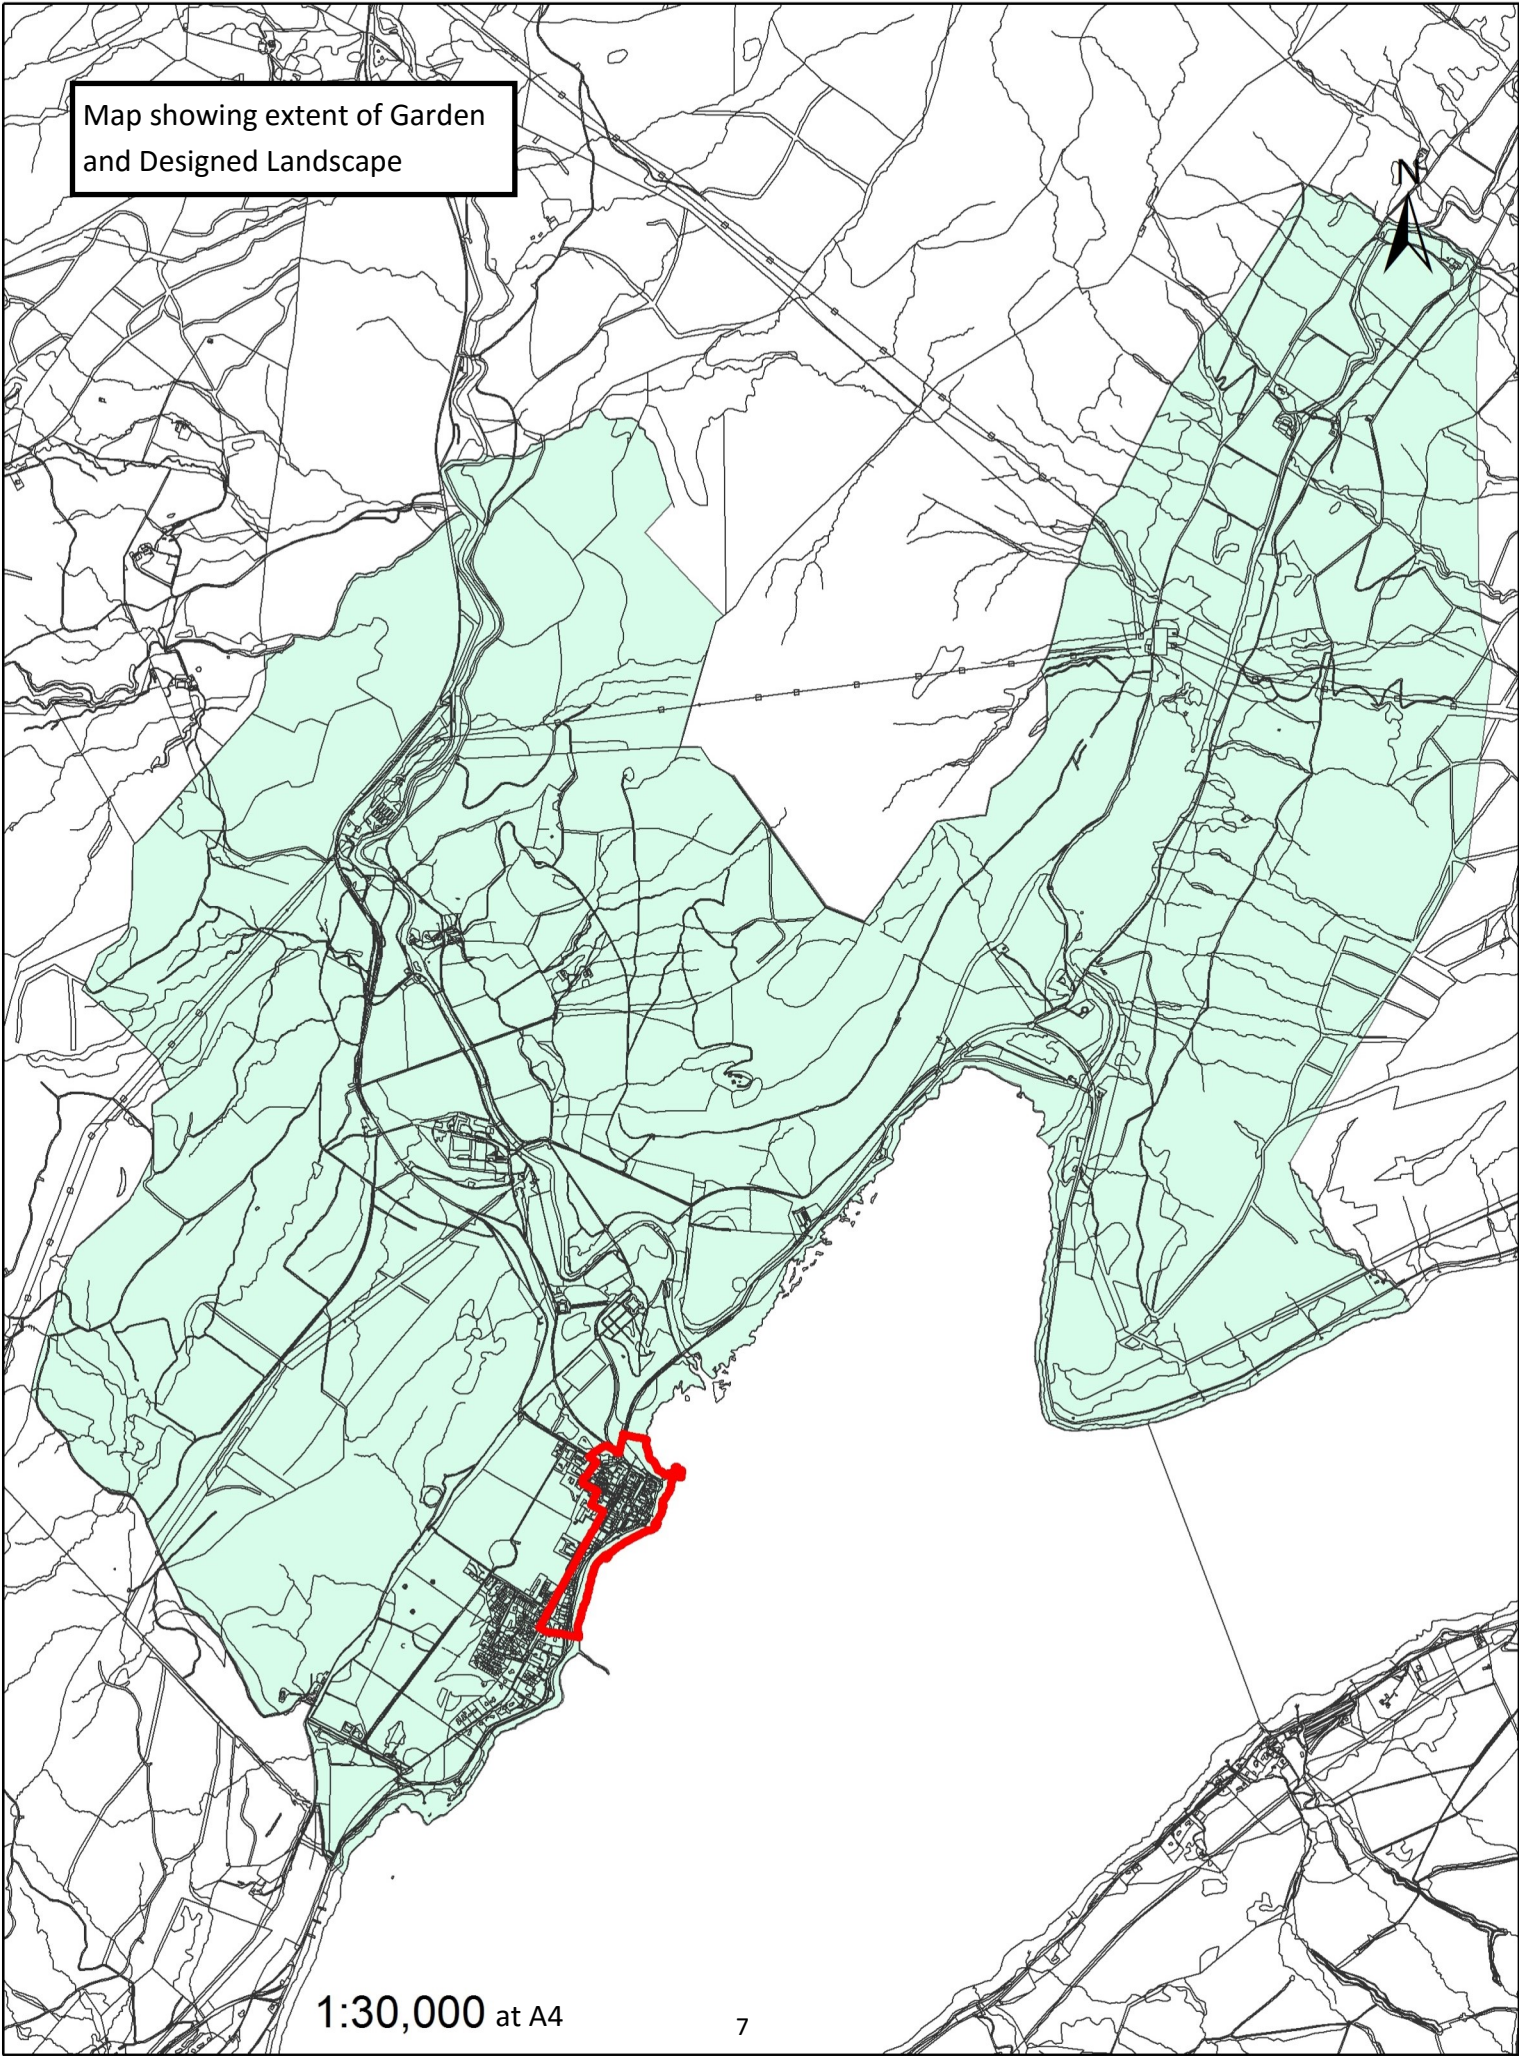 Map showing extent of Garden
and Designed Landscape
N
1:30,000 at A4
7